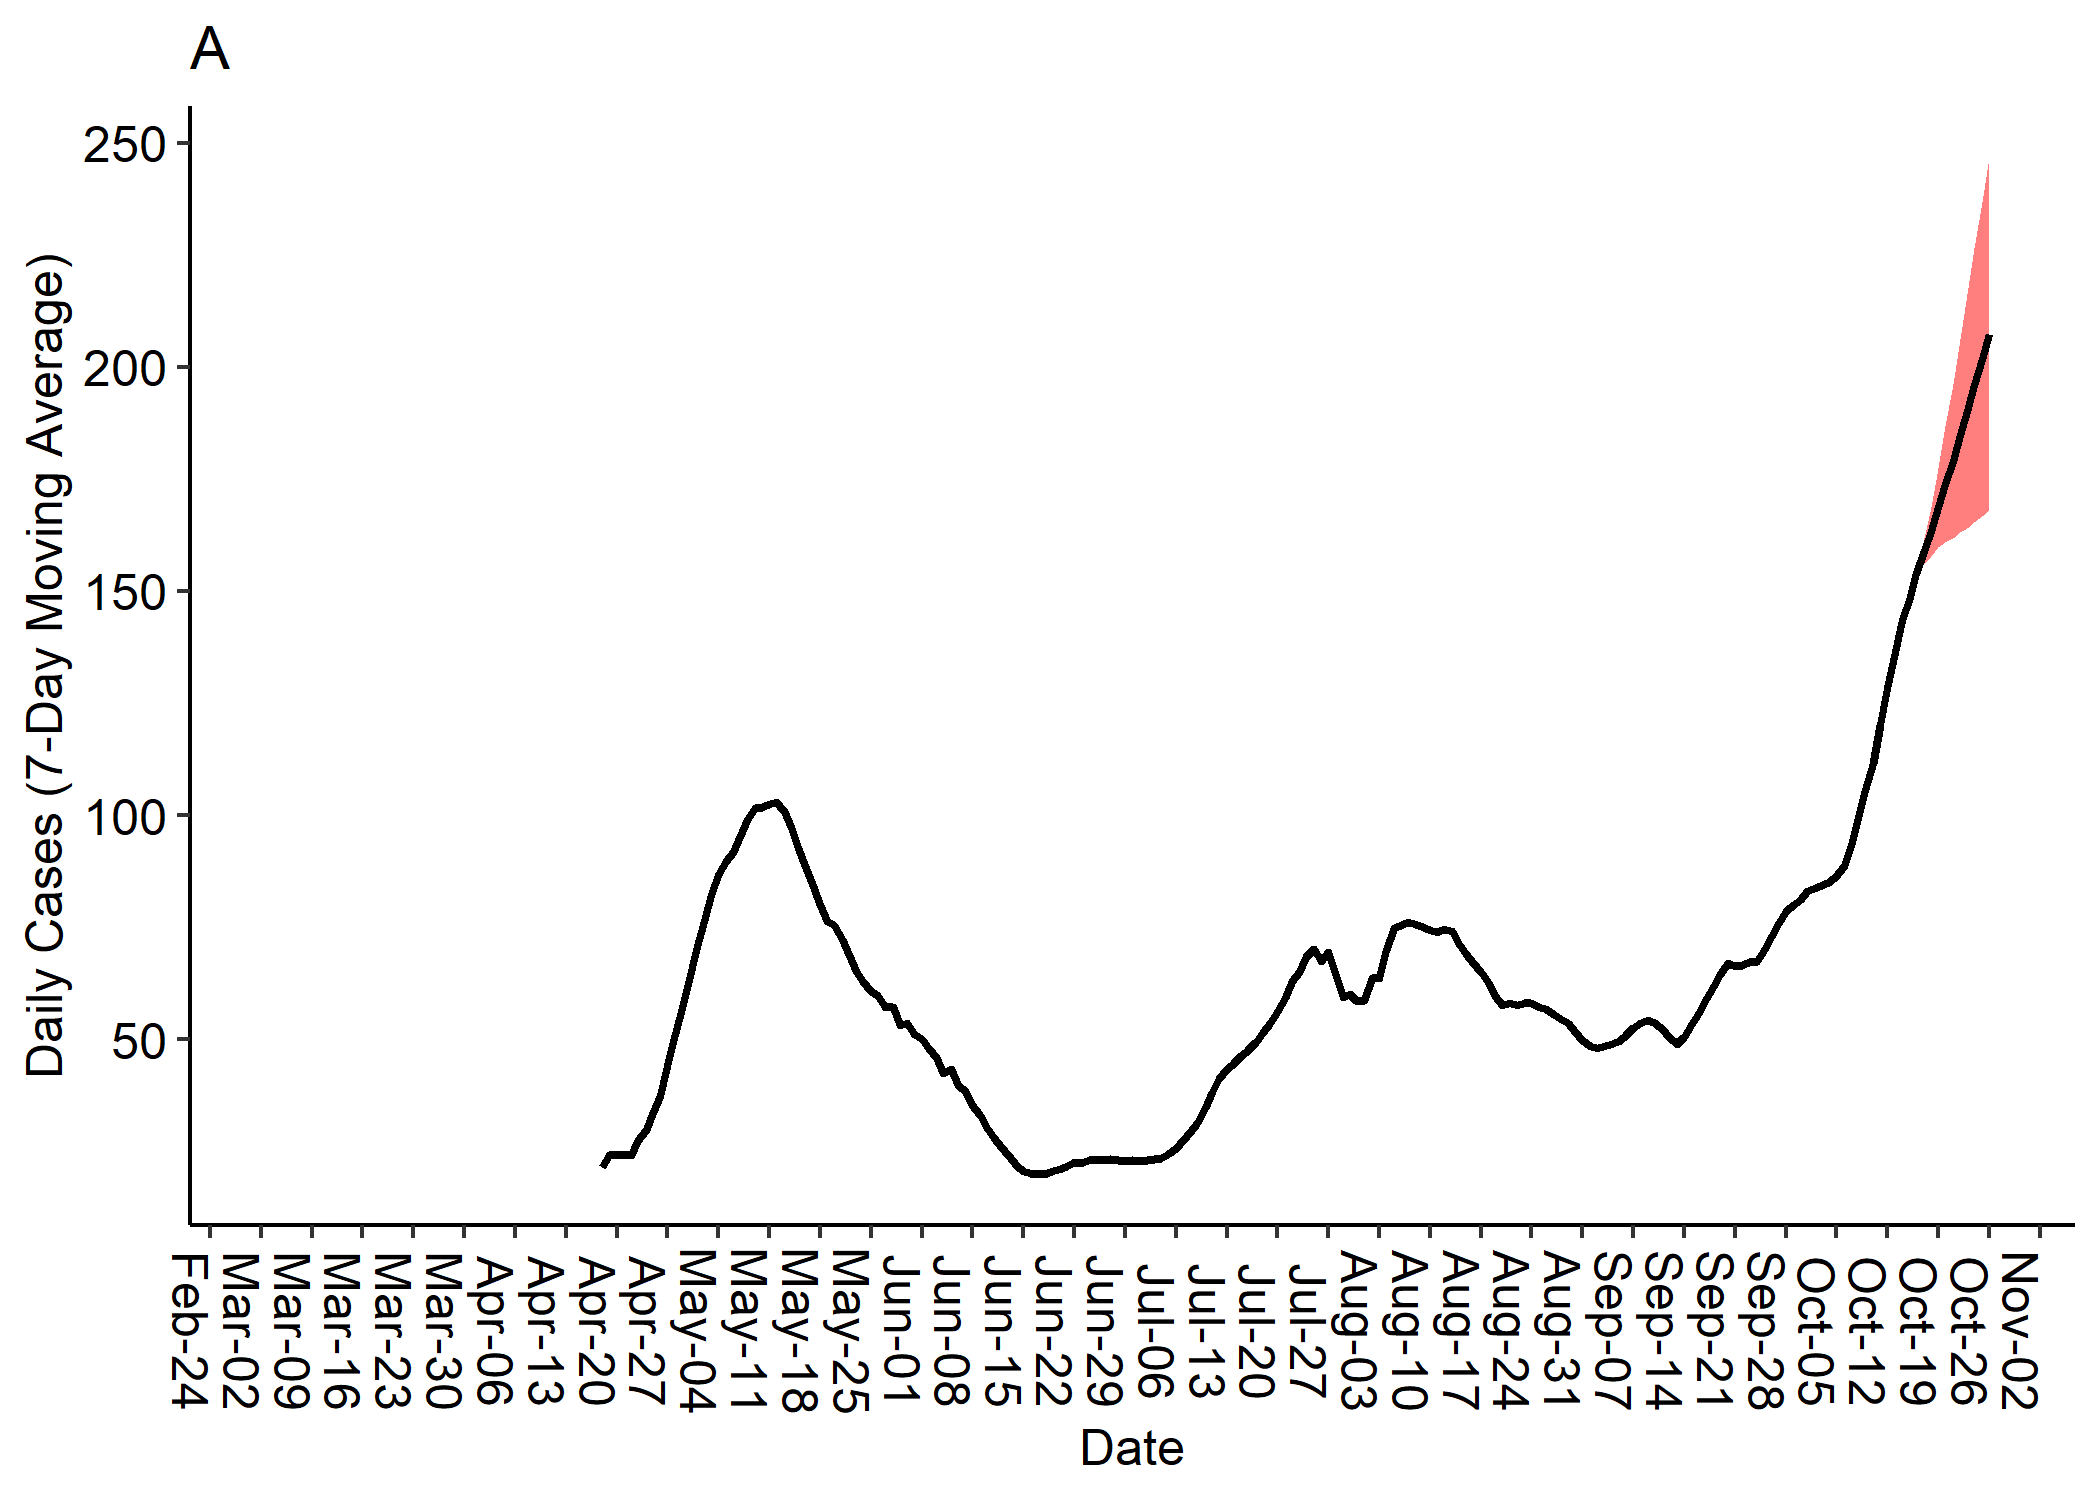 A
250
200
150
100
50
Daily Cases (7-Day Moving Average)
Feb-24
Mar-02
Mar-09
Mar-16
Mar-23
Mar-30
Apr-06
Apr-13
Apr-20
Apr-27
May-04
May-11
May-18
May-25
Jun-01
Jun-08
Jun-15
Jun-22
Jun-29
Jul-06
Jul-13
Jul-20
Jul-27
Aug-03
Aug-10
Aug-17
Aug-24
Aug-31
Sep-07
Sep-14
Sep-21
Sep-28
Oct-05
Oct-12
Oct-19
Oct-26
Nov-02
Date